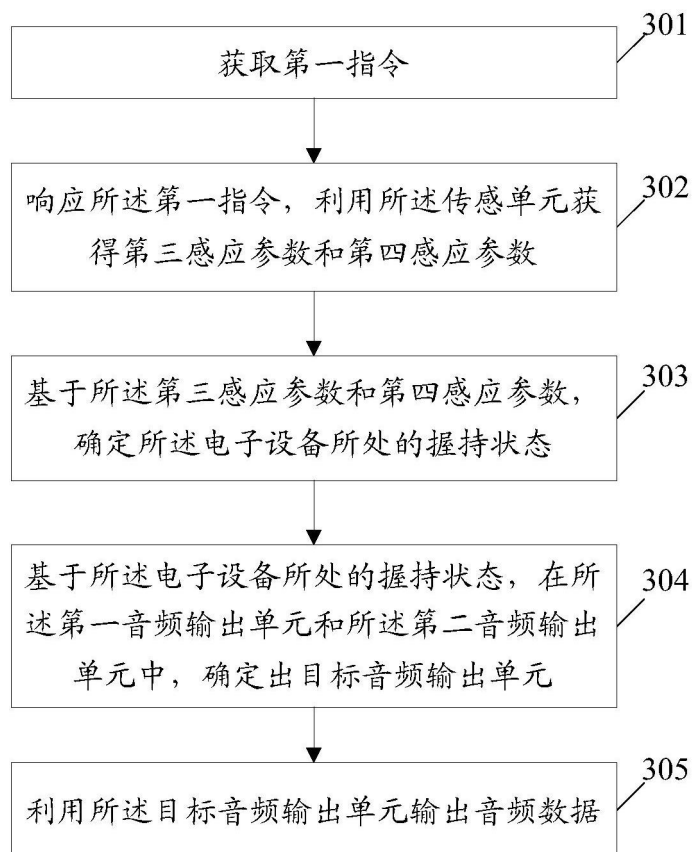 301
获取第一指令
302
响应所述第一指令，利用所述传感单元获
得第三感应参数和第四感应参数
303
基于所述第三感应参数和第四感应参数，
确定所述电子设备所处的握持状态
304
基于所述电子设备所处的握持状态，在所
述第一音频输出单元和所述第二音频输出
单元中，确定出目标音频输出单元
305
利用所述目标音频输出单元输出音频数据